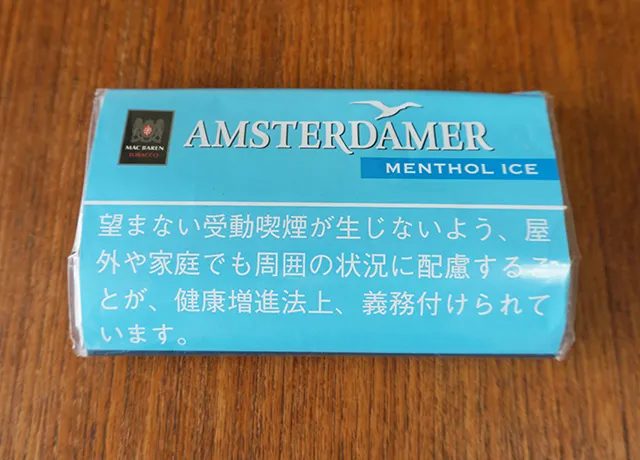 MAC BAREN
TOBACCO
AMSTERDAMER
MENTHOL ICE
望まない受動喫煙が生じないよう、屋
外や家庭でも周囲の状況に配慮するこ
とが、健康増進法上、義務付けられて
います。